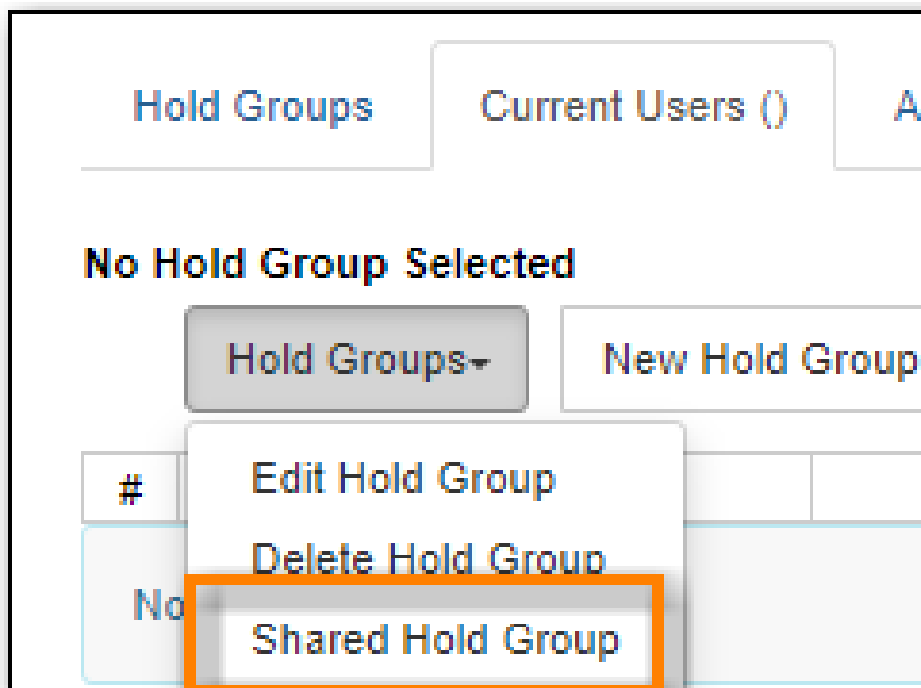 Hold Groups Current Users () A
No Hold Group Selected
Hold Groups New Hold Group
#
Edit Hold Group
Delete Hold Group
No
Shared Hold Group